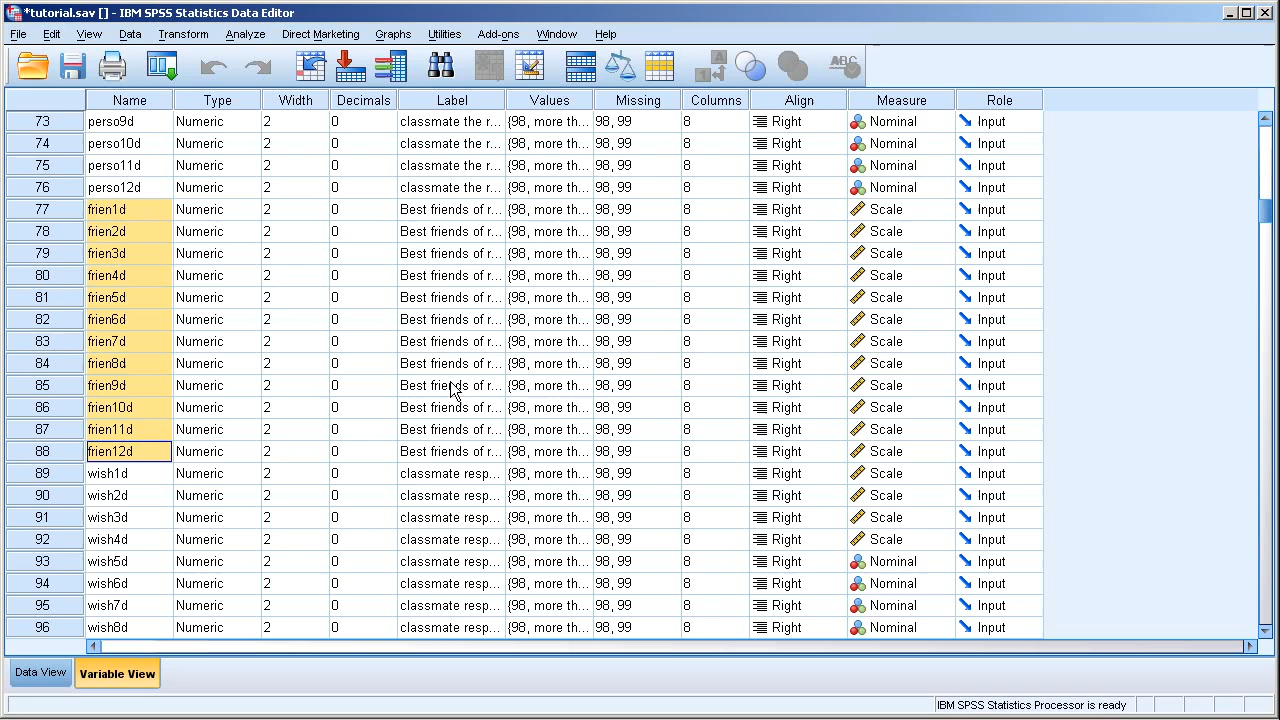 *tutorial.sav [] - IBM SPSS Statistics Data Editor
File Edit View Data Transform Analyze Direct Marketing Graphs Utilities Add-ons Window Help
Name Type Width Decimals Label Values Missing Columns Align Measure Role
73 perso9d Numeric 2 0 classmate the r... {98, more th... 98, 99 8 Right Nominal Input
74 perso10d Numeric 2 0 classmate the r... {98, more th... 98, 99 8 Right Nominal Input
75 perso11d Numeric 2 0 classmate the r... {98, more th... 98, 99 8 Right Nominal Input
76 perso12d Numeric 2 0 classmate the r... {98, more th... 98, 99 8 Right Nominal Input
77 frien1d Numeric 2 0 Best friends of r... {98, more th... 98, 99 8 Right Scale Input
78 frien2d Numeric 2 0 Best friends of r... {98, more th... 98, 99 8 Right Scale Input
79 frien3d Numeric 2 0 Best friends of r... {98, more th... 98, 99 8 Right Scale Input
80 frien4d Numeric 2 0 Best friends of r... {98, more th... 98, 99 8 Right Scale Input
81 frien5d Numeric 2 0 Best friends of r... {98, more th... 98, 99 8 Right Scale Input
82 frien6d Numeric 2 0 Best friends of r... {98, more th... 98, 99 8 Right Scale Input
83 frien7d Numeric 2 0 Best friends of r... {98, more th... 98, 99 8 Right Scale Input
84 frien8d Numeric 2 0 Best friends of r... {98, more th... 98, 99 8 Right Scale Input
85 frien9d Numeric 2 0 Best friends of r... {98, more th... 98, 99 8 Right Scale Input
86 frien10d Numeric 2 0 Best friends of r... {98, more th... 98, 99 8 Right Scale Input
87 frien11d Numeric 2 0 Best friends of r... {98, more th... 98, 99 8 Right Scale Input
88 frien12d Numeric 2 0 Best friends of r... {98, more th... 98, 99 8 Right Scale Input
89 wish1d Numeric 2 0 classmate resp... {98, more th... 98, 99 8 Right Scale Input
90 wish2d Numeric 2 0 classmate resp... {98, more th... 98, 99 8 Right Scale Input
91 wish3d Numeric 2 0 classmate resp... {98, more th... 98, 99 8 Right Scale Input
92 wish4d Numeric 2 0 classmate resp... {98, more th... 98, 99 8 Right Scale Input
93 wish5d Numeric 2 0 classmate resp... {98, more th... 98, 99 8 Right Nominal Input
94 wish6d Numeric 2 0 classmate resp... {98, more th... 98, 99 8 Right Nominal Input
95 wish7d Numeric 2 0 classmate resp... {98, more th... 98, 99 8 Right Nominal Input
96 wish8d Numeric 2 0 classmate resp... {98, more th... 98, 99 8 Right Nominal Input
Data View Variable View
IBM SPSS Statistics Processor is ready